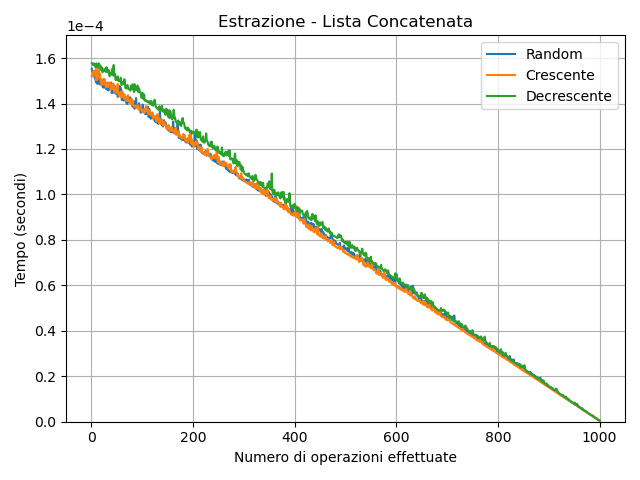 Estrazione - Lista Concatenata
1e−4
1.6
1.4
1.2
1.0
0.8
0.6
0.4
0.2
0.0
Tempo (secondi)
0 200 400 600 800 1000
Numero di operazioni effettuate
Random
Crescente
Decrescente